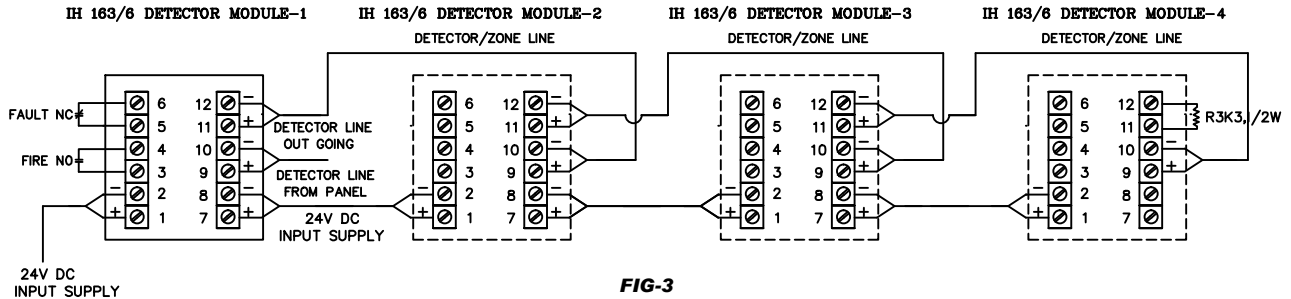 IH 163/6 DETECTOR MODULE-1 IH 163/6 DETECTOR MODULE-2 IH 163/6 DETECTOR MODULE-3 IH 163/6 DETECTOR MODULE-4
DETECTOR/ZONE LINE DETECTOR/ZONE LINE DETECTOR/ZONE LINE
6 12 − 6 12 − 6 12 − 6 12
FAULT NC 5 11 + 5 11 + 5 11 + 5 11 R3K3,1/2W
DETECTOR LINE
OUT GOING
4 10 − 4 10 − 4 10 − 4 10 −
FIRE NO 3 9 + 3 9 + 3 9 + 3 9 +
DETECTOR LINE
FROM PANEL
− 2 8 − − 2 8 − − 2 8 − − 2 8
+ 1 7 + + 1 7 + + 1 7 + + 1 7
24V DC
INPUT SUPPLY
24V DC
INPUT SUPPLY
FIG-3